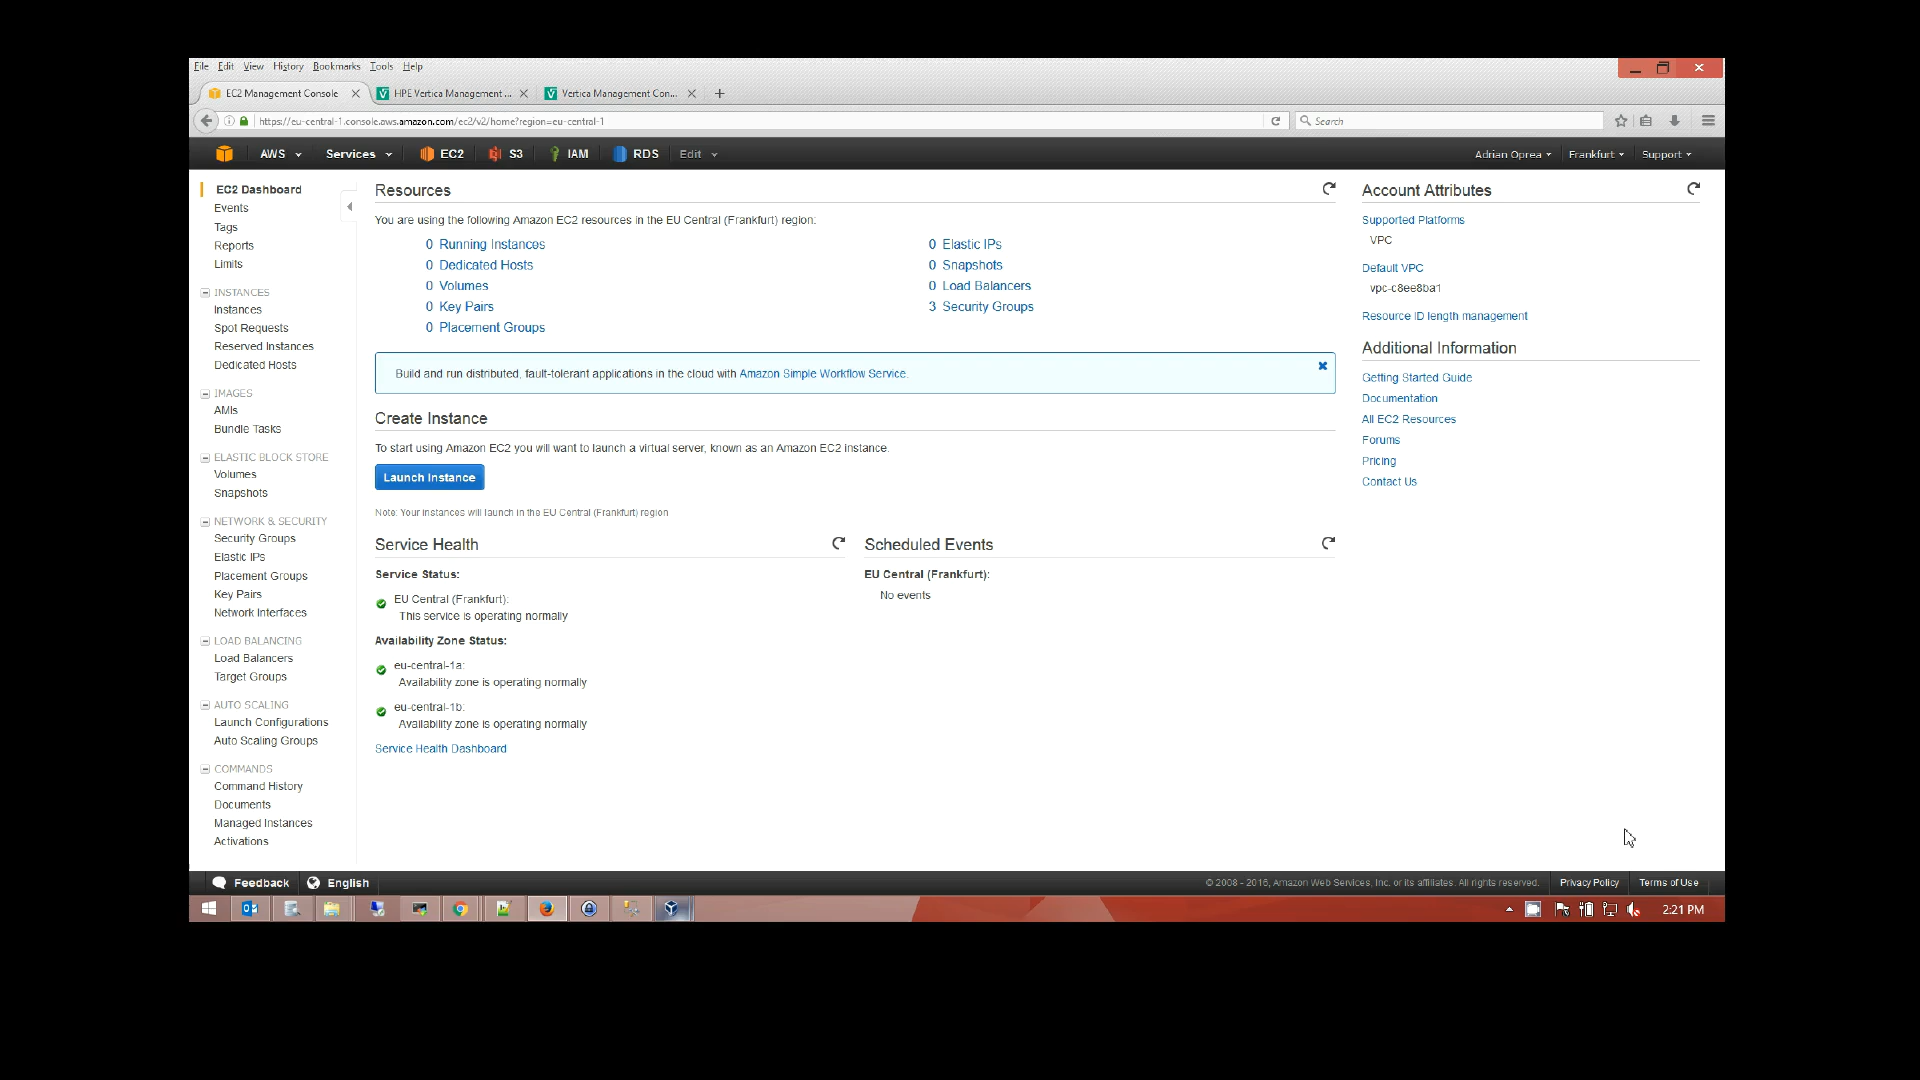 File Edit View History Bookmarks Tools Help
EC2 Management Console
HPE Vertica Management ...
Vertica Management Con...
https://eu-central-1.console.aws.amazon.com/ec2/v2/home?region=eu-central-1
Search
AWS Services EC2 S3 IAM RDS Edit Adrian Oprea Frankfurt Support
EC2 Dashboard
Events
Tags
Reports
Limits
INSTANCES
Instances
Spot Requests
Reserved Instances
Dedicated Hosts
IMAGES
AMIs
Bundle Tasks
ELASTIC BLOCK STORE
Volumes
Snapshots
NETWORK & SECURITY
Security Groups
Elastic IPs
Placement Groups
Key Pairs
Network Interfaces
LOAD BALANCING
Load Balancers
Target Groups
AUTO SCALING
Launch Configurations
Auto Scaling Groups
COMMANDS
Command History
Documents
Managed Instances
Activations
Resources
You are using the following Amazon EC2 resources in the EU Central (Frankfurt) region:
0 Running Instances
0 Dedicated Hosts
0 Volumes
0 Key Pairs
0 Placement Groups
0 Elastic IPs
0 Snapshots
0 Load Balancers
3 Security Groups
Build and run distributed, fault-tolerant applications in the cloud with Amazon Simple Workflow Service.
Create Instance
To start using Amazon EC2 you will want to launch a virtual server, known as an Amazon EC2 instance.
Launch Instance
Note: Your instances will launch in the EU Central (Frankfurt) region
Service Health
Service Status:
EU Central (Frankfurt):
This service is operating normally
Availability Zone Status:
eu-central-1a:
Availability zone is operating normally
eu-central-1b:
Availability zone is operating normally
Service Health Dashboard
Scheduled Events
EU Central (Frankfurt):
No events
Account Attributes
Supported Platforms
VPC
Default VPC
vpc-c8ee8ba1
Resource ID length management
Additional Information
Getting Started Guide
Documentation
All EC2 Resources
Forums
Pricing
Contact Us
Feedback English © 2008 - 2016, Amazon Web Services, Inc. or its affiliates. All rights reserved. Privacy Policy Terms of Use
2:21 PM